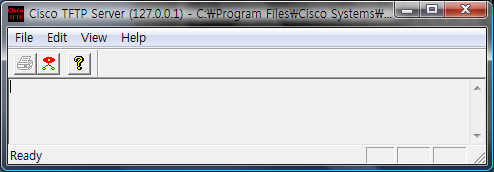 Cisco TFTP Server (127.0.0.1) - C:₩Program Files₩Cisco Systems₩...
File Edit View Help
Ready